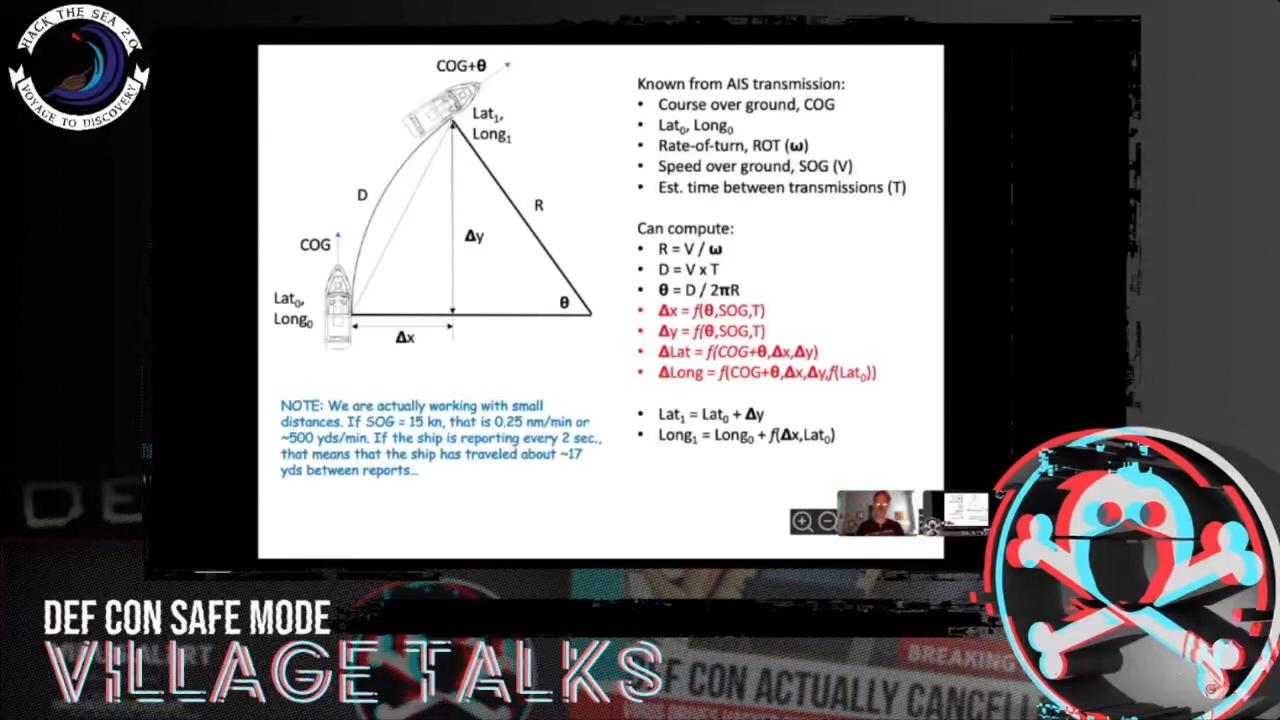 HACK THE SEA 2.0
VOYAGE TO DISCOVERY
COG+θ
Lat₁,
Long₁
D
R
Δy
COG
Lat₀,
Long₀
θ
Δx
NOTE: We are actually working with small
distances. If SOG = 15 kn, that is 0.25 nm/min or
~500 yds/min. If the ship is reporting every 2 sec.,
that means that the ship has traveled about ~17
yds between reports…
Known from AIS transmission:
• Course over ground, COG
• Lat₀, Long₀
• Rate-of-turn, ROT (ω)
• Speed over ground, SOG (V)
• Est. time between transmissions (T)
Can compute:
• R = V / ω
• D = V x T
• θ = D / 2πR
• Δx = f(θ,SOG,T)
• Δy = f(θ,SOG,T)
• ΔLat = f(COG+θ,Δx,Δy)
• ΔLong = f(COG+θ,Δx,Δy,f(Lat₀))
• Lat₁ = Lat₀ + Δy
• Long₁ = Long₀ + f(Δx,Lat₀)
DE
DEF CON SAFE MODE
VILLAGE TALKS
BREAKING
DEF CON ACTUALLY CANCELL